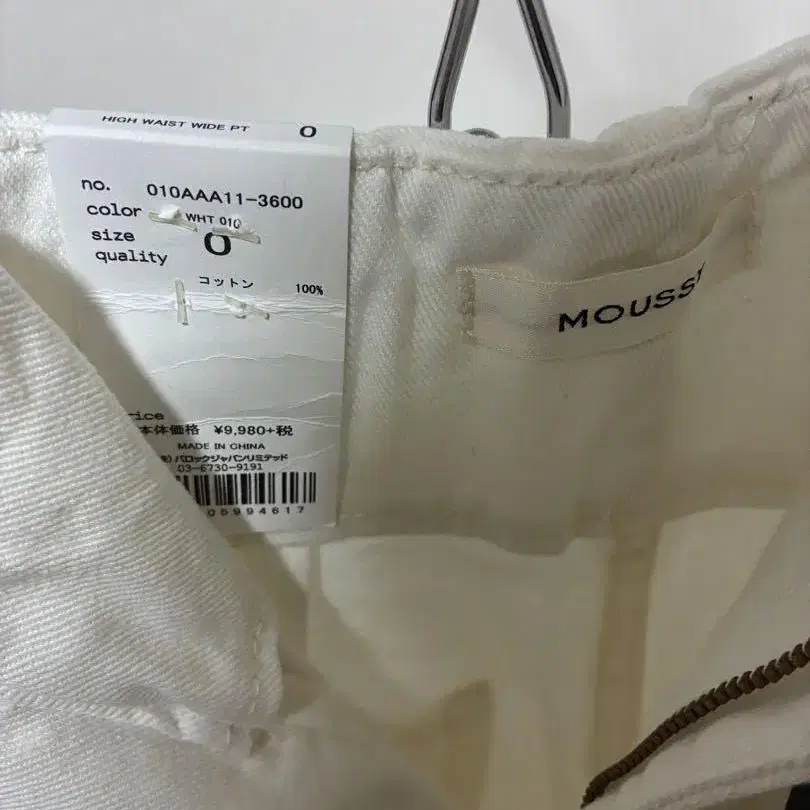 HIGH WAIST WIDE PT 0
no. 010AAA11-3600
color WHT 010
size 0
quality
コットン 100%
rice
本体価格 ¥9,980+税
MADE IN CHINA
バロックジャパンリミテッド
03-6730-9191
05994617
MOUSSY